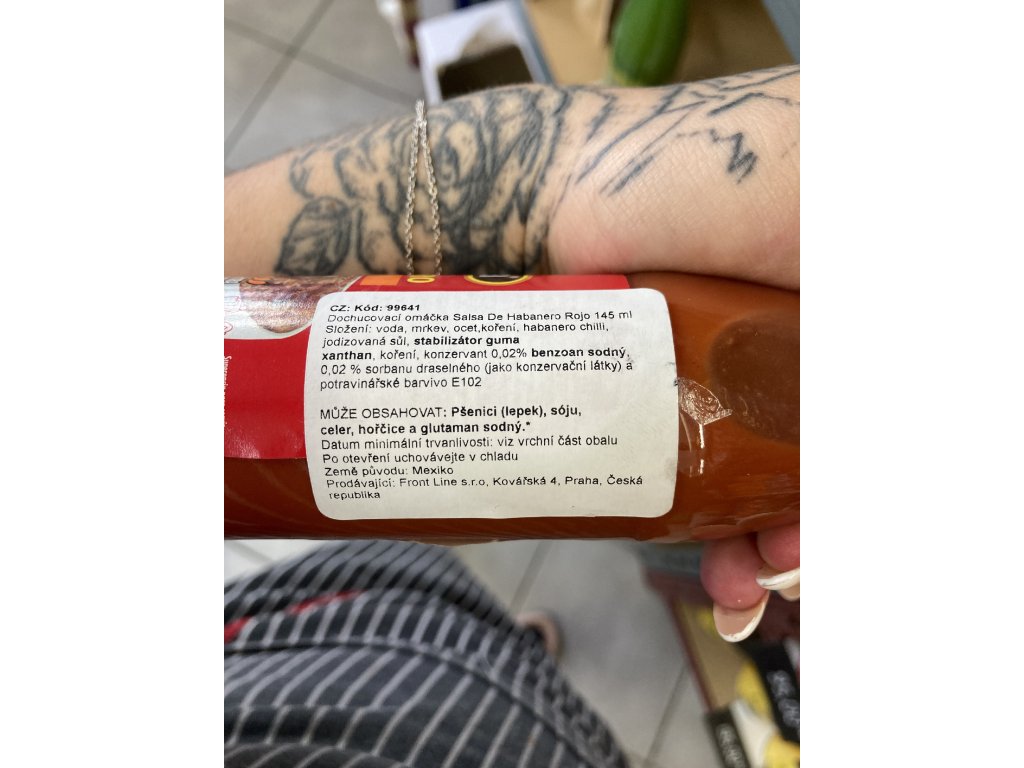 CZ: Kód: 99641
Dochucovací omáčka Salsa De Habanero Rojo 145 ml
Složení: voda, mrkev, ocet,koření, habanero chilli,
jodizovaná sůl, stabilizátor guma
xanthan, koření, konzervant 0,02% benzoan sodný,
0,02 % sorbanu draselného (jako konzervační látky) a
potravinářské barvivo E102
MŮŽE OBSAHOVAT: Pšenici (lepek), sóju,
celer, hořčice a glutaman sodný.*
Datum minimální trvanlivosti: viz vrchní část obalu
Po otevření uchovávejte v chladu
Země původu: Mexiko
Prodávající: Front Line s.r.o, Kovářská 4, Praha, Česká
republika